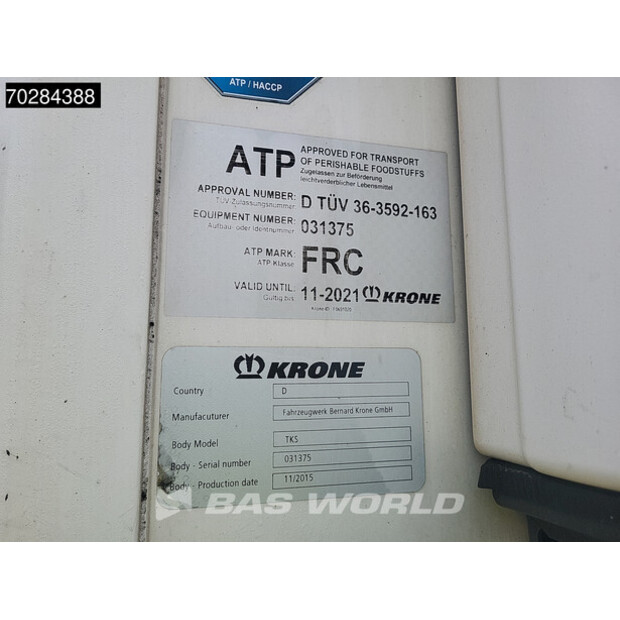 70284388
ATP / HACCP
ATP
APPROVED FOR TRANSPORT
OF PERISHABLE FOODSTUFFS
Zugelassen zur Beförderung
leichtverderblicher Lebensmittel
APPROVAL NUMBER: D TÜV 36-3592-163
TÜV-Zulassungsnummer
EQUIPMENT NUMBER: 031375
Aufbau- oder Identnummer
ATP MARK: FRC
ATP-Klasse
VALID UNTIL: 11-2021 KRONE
Gültig bis
KRONE
Country D
Manufacuturer Fahrzeugwerk Bernard Krone GmbH
Body Model TKS
Body - Serial number 031375
Body - Production date 11/2015
BAS WORLD